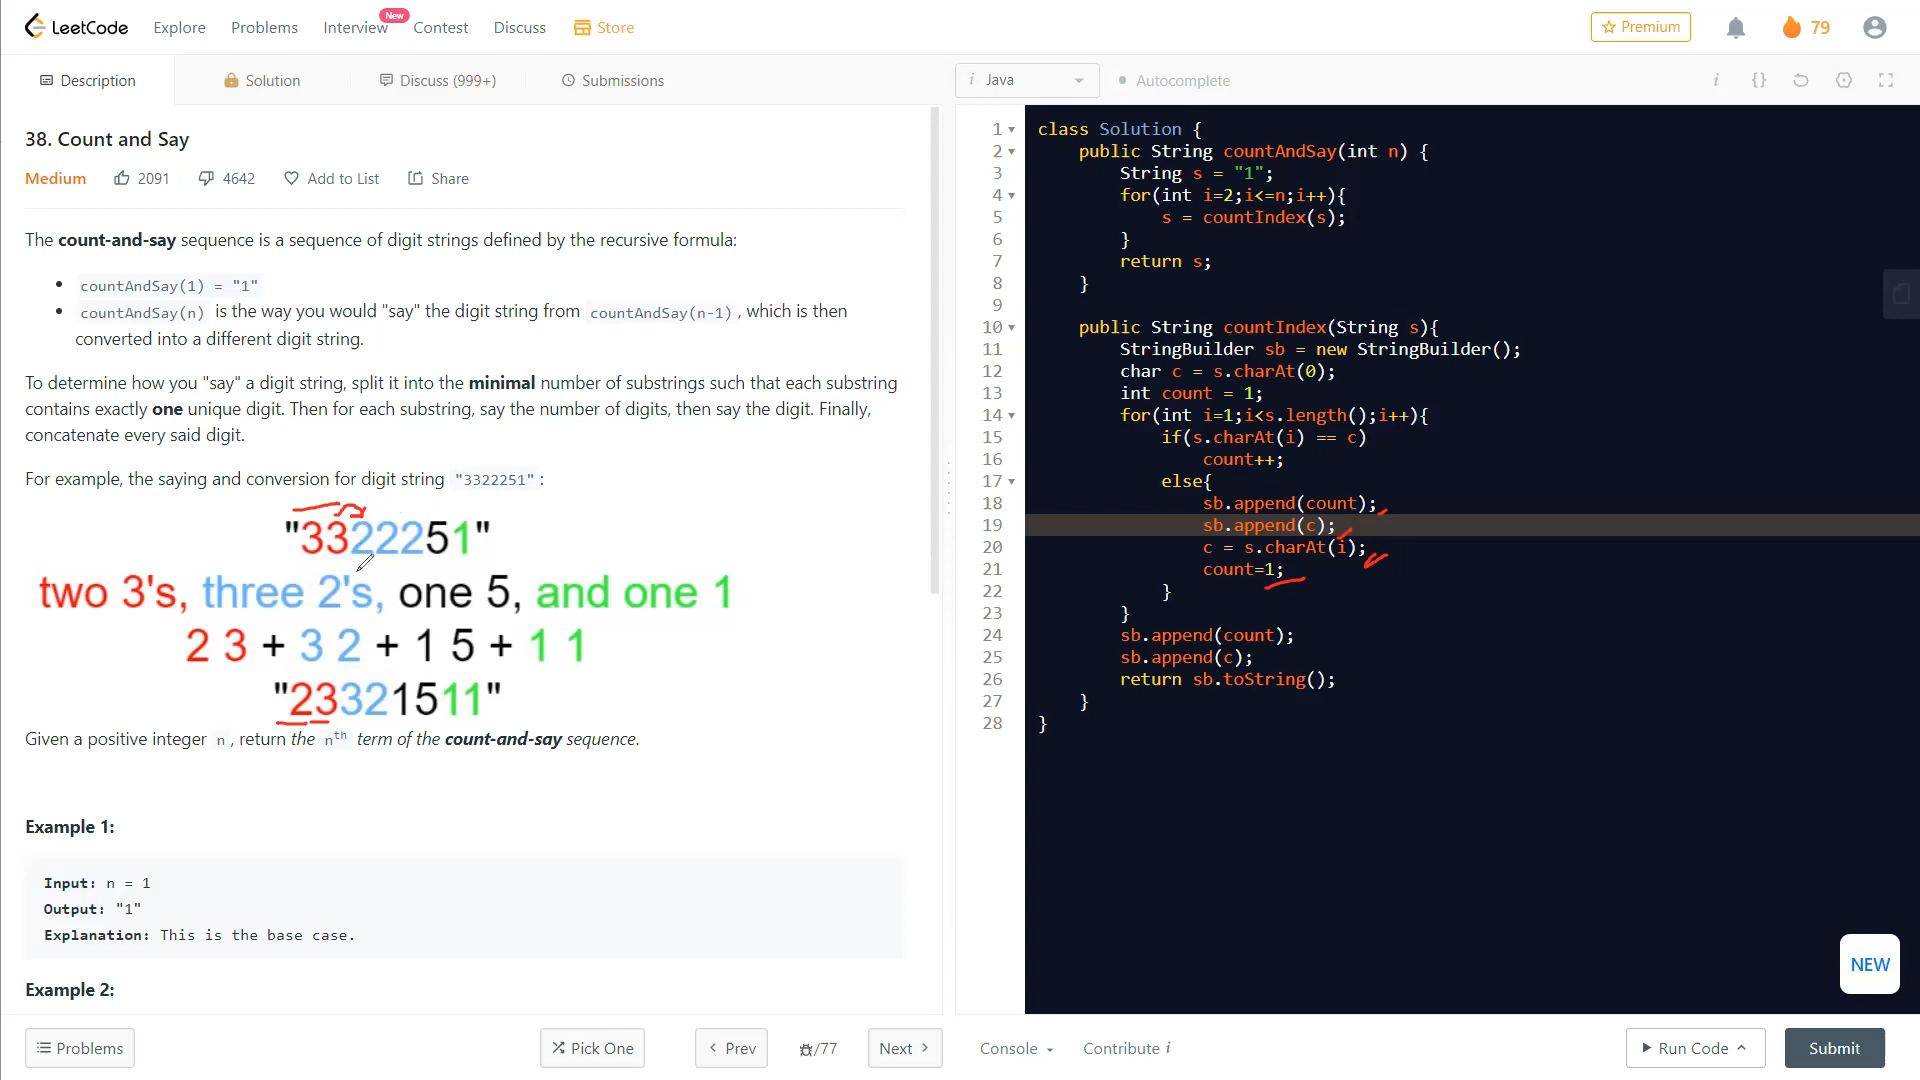 LeetCode Explore Problems Interview New Contest Discuss Store Premium 79
Description Solution Discuss (999+) Submissions
i Java Autocomplete i {}
38. Count and Say
Medium 2091 4642 Add to List Share
The count-and-say sequence is a sequence of digit strings defined by the recursive formula:
countAndSay(1) = "1"
countAndSay(n) is the way you would "say" the digit string from countAndSay(n-1), which is then
converted into a different digit string.
To determine how you "say" a digit string, split it into the minimal number of substrings such that each substring
contains exactly one unique digit. Then for each substring, say the number of digits, then say the digit. Finally,
concatenate every said digit.
For example, the saying and conversion for digit string "3322251":
"3322251"
two 3's, three 2's, one 5, and one 1
2 3 + 3 2 + 1 5 + 1 1
"23321511"
Given a positive integer n, return the nth term of the count-and-say sequence.
Example 1:
Input: n = 1
Output: "1"
Explanation: This is the base case.
Example 2:
1 class Solution {
2 public String countAndSay(int n) {
3 String s = "1";
4 for(int i=2;i<=n;i++){
5 s = countIndex(s);
6 }
7 return s;
8 }
9
10 public String countIndex(String s){
11 StringBuilder sb = new StringBuilder();
12 char c = s.charAt(0);
13 int count = 1;
14 for(int i=1;i<s.length();i++){
15 if(s.charAt(i) == c)
16 count++;
17 else{
18 sb.append(count);
19 sb.append(c);
20 c = s.charAt(i);
21 count=1;
22 }
23 }
24 sb.append(count);
25 sb.append(c);
26 return sb.toString();
27 }
28 }
NEW
Problems Pick One < Prev /77 Next > Console Contribute i Run Code Submit